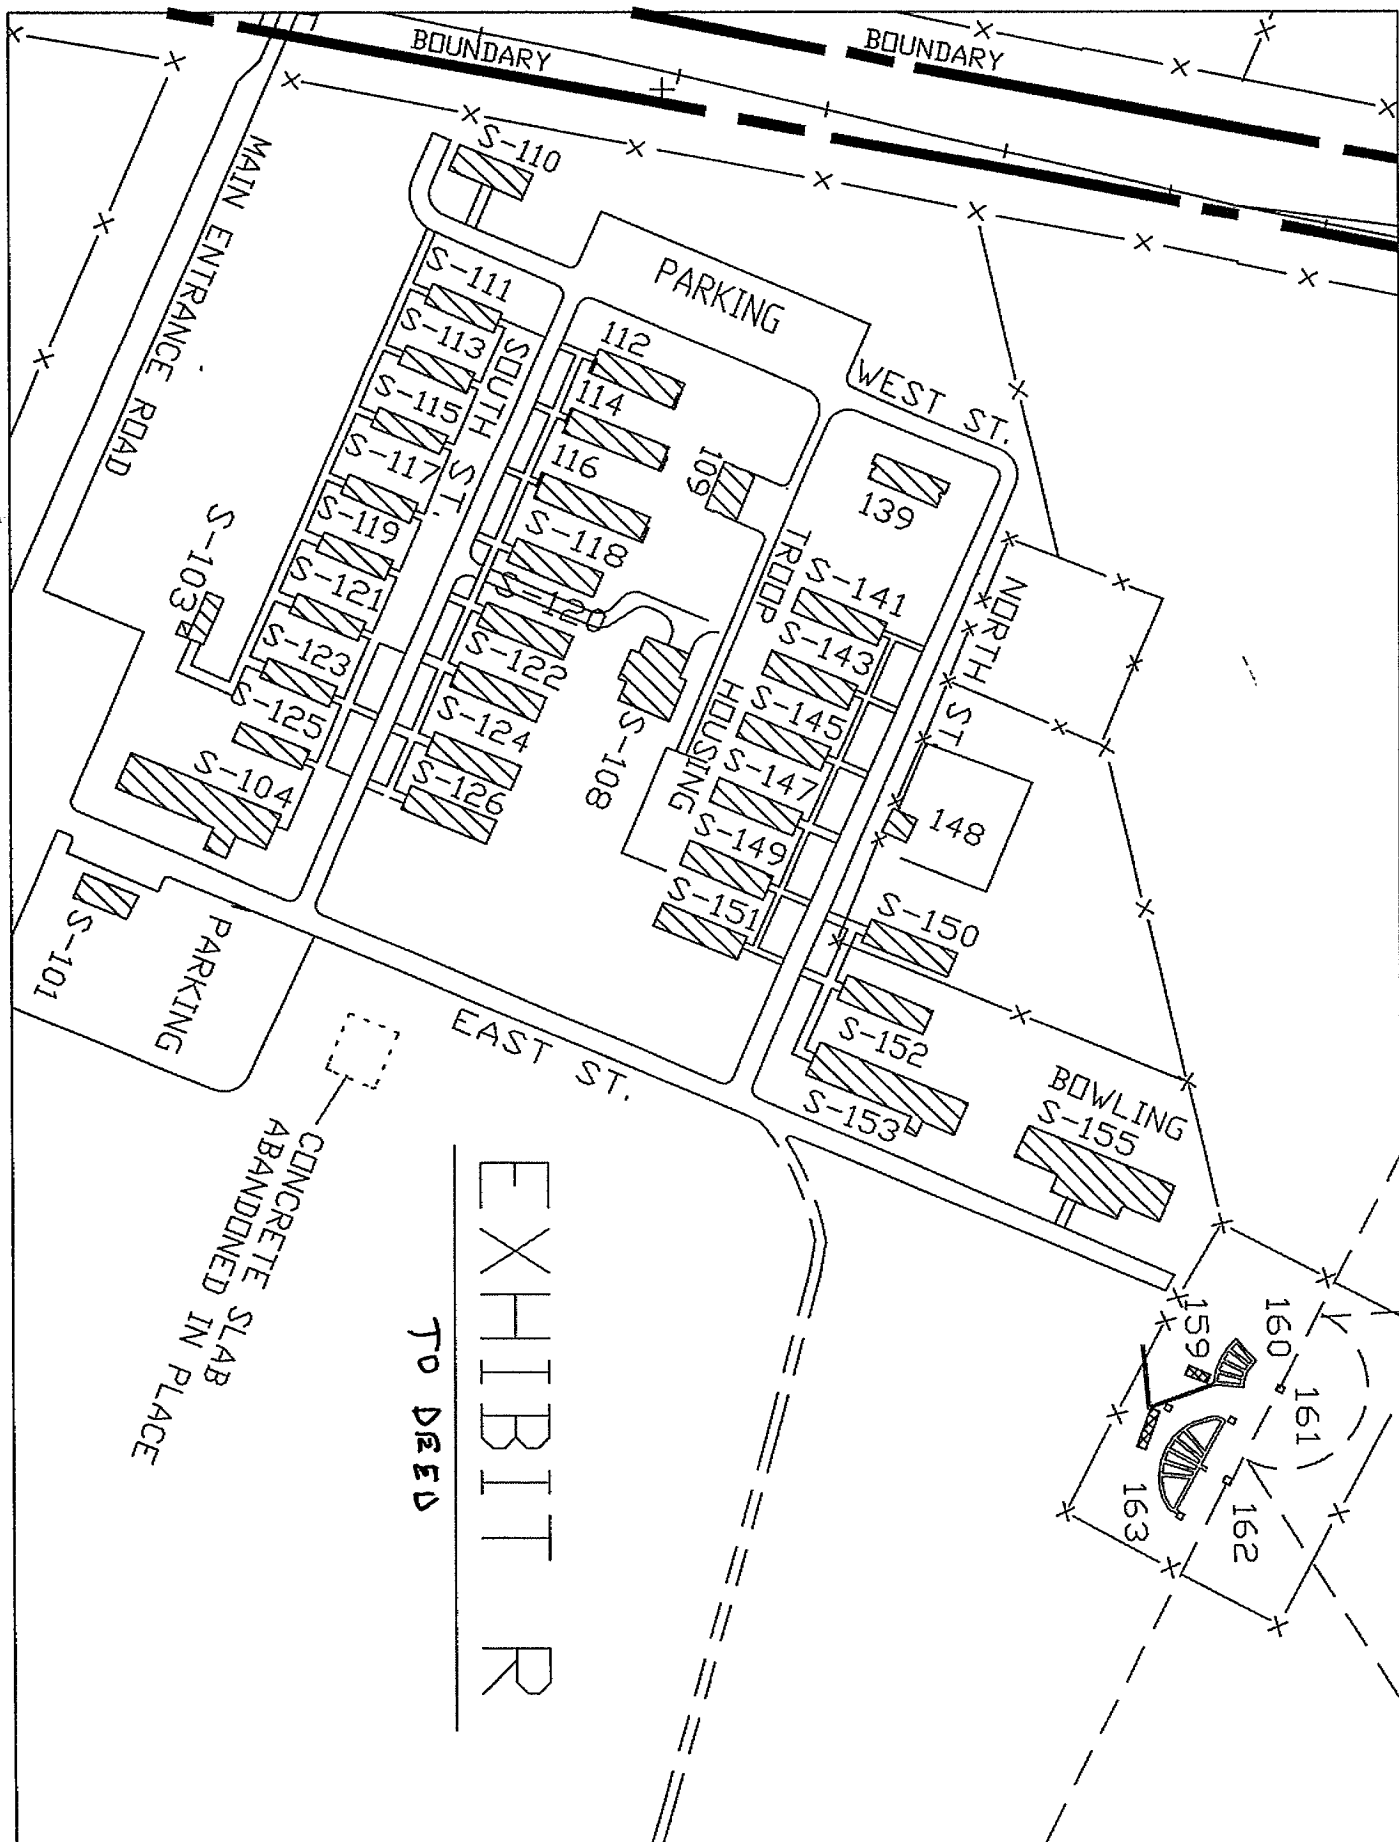 BOUNDARY
BOUNDARY
MAIN ENTRANCE ROAD
S-110
PARKING
WEST ST.
S-111
S-113
S-115
S-117
S-119
S-121
S-123
S-125
SOUTH ST.
112
114
116
S-118
S-120
S-122
S-124
S-126
109
139
TROOP HOUSING
S-141
S-143
S-145
S-147
S-149
S-151
NORTH ST
148
S-103
S-104
S-108
S-150
S-152
S-153
S-101
PARKING
EAST ST.
BOWLING
S-155
CONCRETE SLAB
ABANDONED IN PLACE
159
160
161
162
163
EXHIBIT R
TO DEED